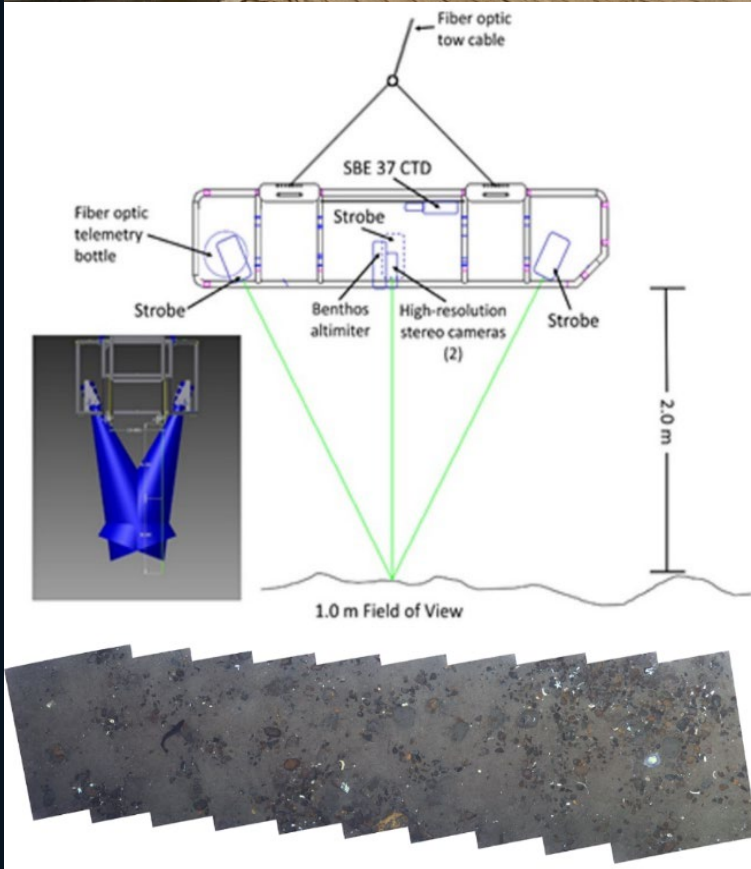 Fiber optic
tow cable
SBE 37 CTD
Fiber optic
telemetry
bottle
Strobe
Strobe
Benthos
altimiter
High-resolution
stereo cameras
(2)
Strobe
2.0 m
1.0 m Field of View